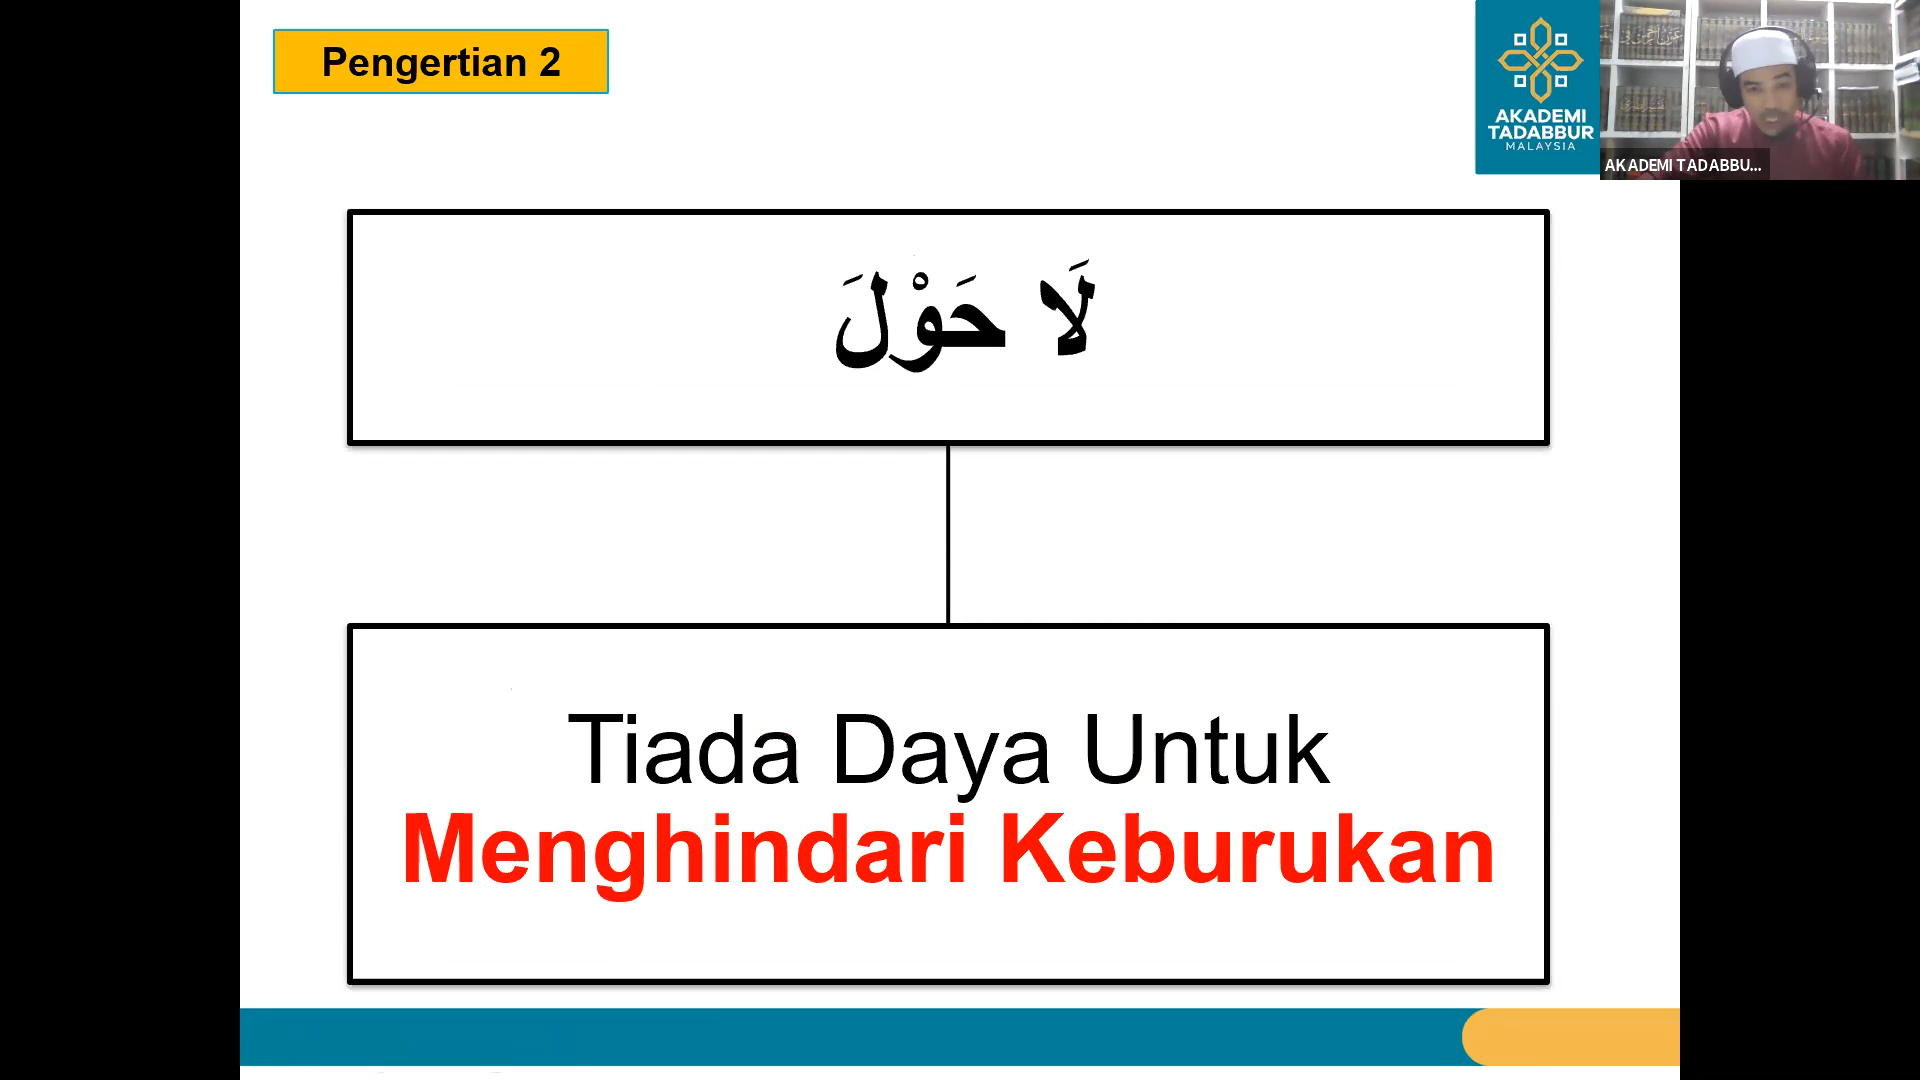 Pengertian 2
AKADEMI
TADABBUR
MALAYSIA
AKADEMI TADABBU...
لَا حَوْلَ
Tiada Daya Untuk
Menghindari Keburukan